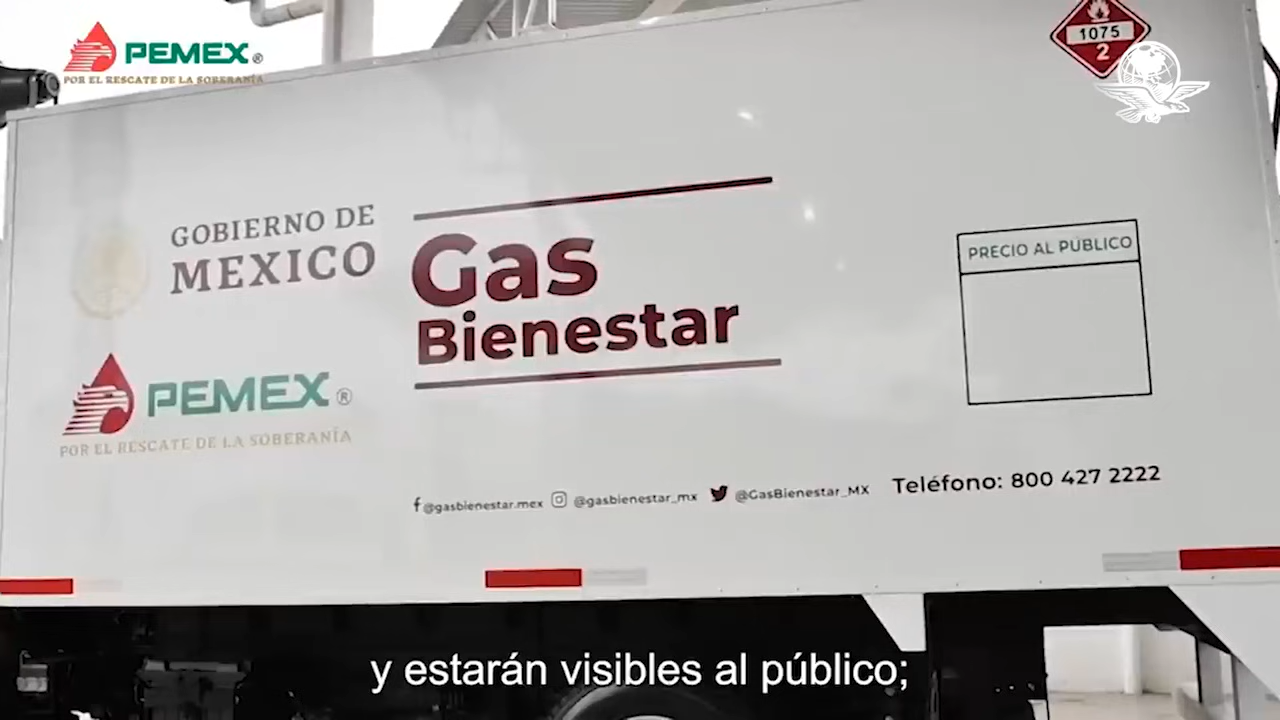 PEMEX®
POR EL RESCATE DE LA SOBERANÍA
1075
2
GOBIERNO DE
MEXICO
Gas
Bienestar
PRECIO AL PÚBLICO
PEMEX®
POR EL RESCATE DE LA SOBERANÍA
@gasbienestar.mex @gasbienestar_mx @GasBienestar_MX Teléfono: 800 427 2222
y estarán visibles al público;